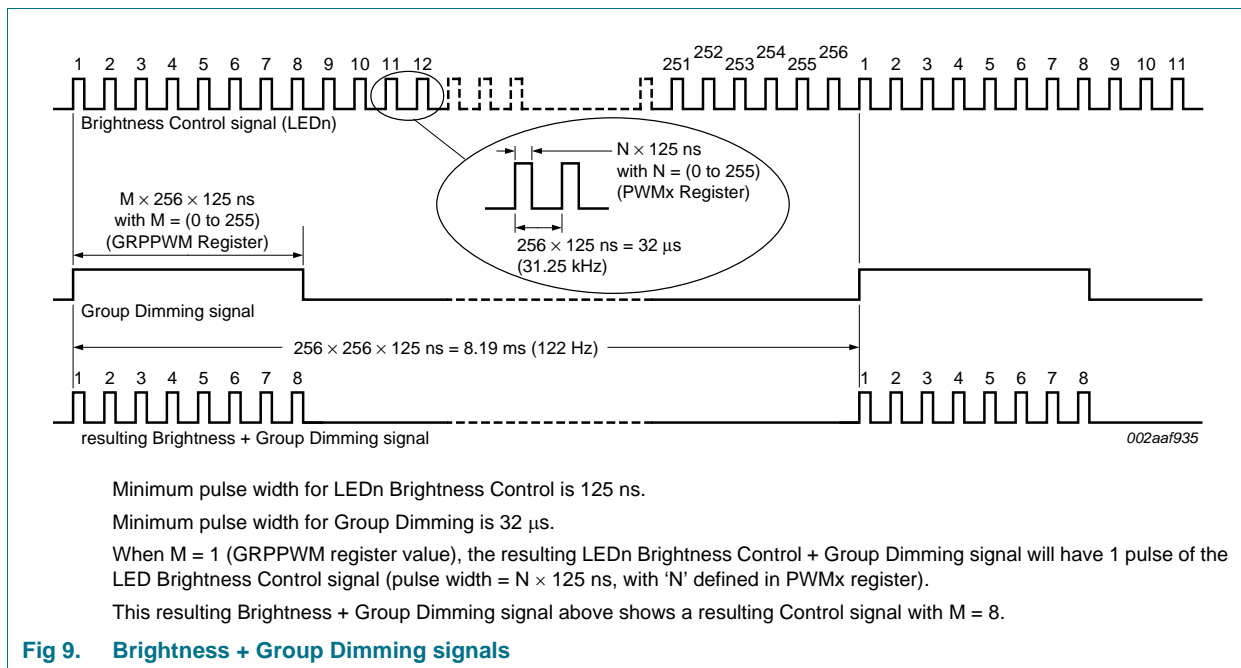 1 2 3 4 5 6 7 8 9 10 11 12 251 252 253 254 255 256 1 2 3 4 5 6 7 8 9 10 11
Brightness Control signal (LEDn)
N × 125 ns
with N = (0 to 255)
(PWMx Register)
M × 256 × 125 ns
with M = (0 to 255)
(GRPPWM Register)
256 × 125 ns = 32 μs
(31.25 kHz)
Group Dimming signal
256 × 256 × 125 ns = 8.19 ms (122 Hz)
1 2 3 4 5 6 7 8 1 2 3 4 5 6 7 8
resulting Brightness + Group Dimming signal
002aaf935
Minimum pulse width for LEDn Brightness Control is 125 ns.
Minimum pulse width for Group Dimming is 32 μs.
When M = 1 (GRPPWM register value), the resulting LEDn Brightness Control + Group Dimming signal will have 1 pulse of the
LED Brightness Control signal (pulse width = N × 125 ns, with ‘N’ defined in PWMx register).
This resulting Brightness + Group Dimming signal above shows a resulting Control signal with M = 8.
Fig 9. Brightness + Group Dimming signals